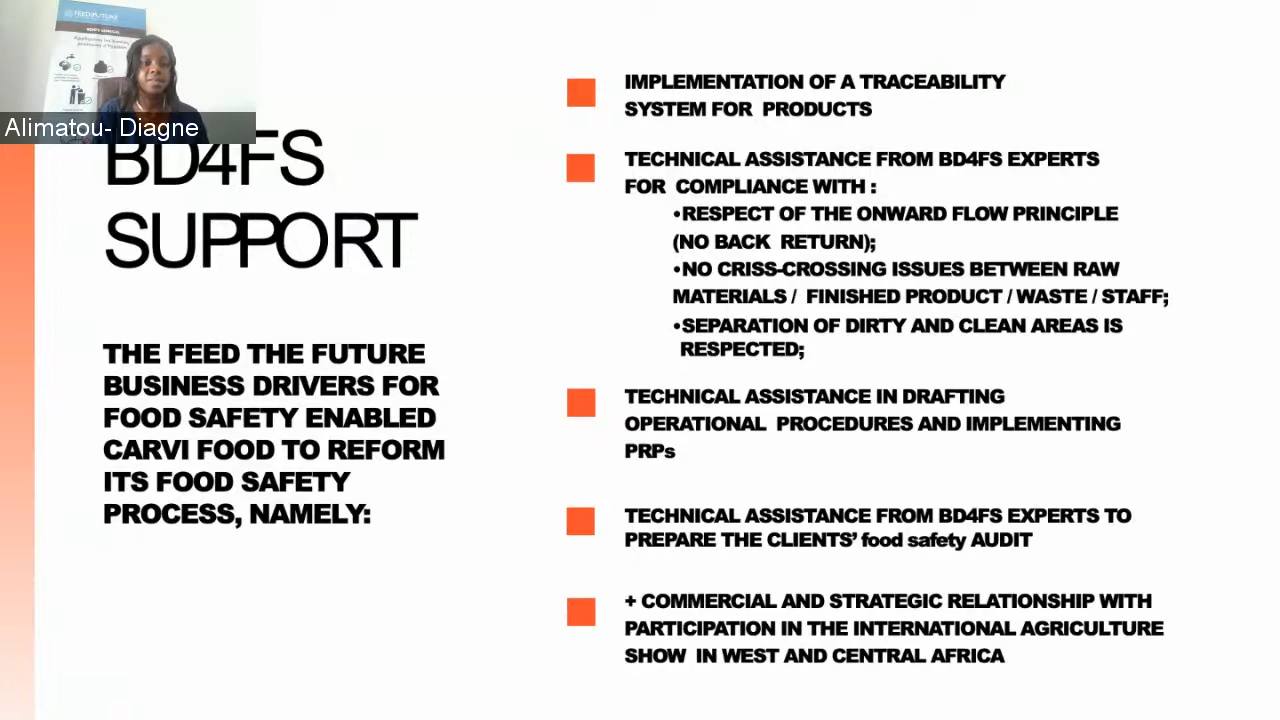 FEED FUTURE
Alimatou- Diagne
BD4FS
SUPPORT
THE FEED THE FUTURE
BUSINESS DRIVERS FOR
FOOD SAFETY ENABLED
CARVI FOOD TO REFORM
ITS FOOD SAFETY
PROCESS, NAMELY:
IMPLEMENTATION OF A TRACEABILITY
SYSTEM FOR PRODUCTS
TECHNICAL ASSISTANCE FROM BD4FS EXPERTS
FOR COMPLIANCE WITH :
•RESPECT OF THE ONWARD FLOW PRINCIPLE
(NO BACK RETURN);
•NO CRISS-CROSSING ISSUES BETWEEN RAW
MATERIALS / FINISHED PRODUCT / WASTE / STAFF;
•SEPARATION OF DIRTY AND CLEAN AREAS IS
RESPECTED;
TECHNICAL ASSISTANCE IN DRAFTING
OPERATIONAL PROCEDURES AND IMPLEMENTING
PRPs
TECHNICAL ASSISTANCE FROM BD4FS EXPERTS TO
PREPARE THE CLIENTS’ food safety AUDIT
+ COMMERCIAL AND STRATEGIC RELATIONSHIP WITH
PARTICIPATION IN THE INTERNATIONAL AGRICULTURE
SHOW IN WEST AND CENTRAL AFRICA